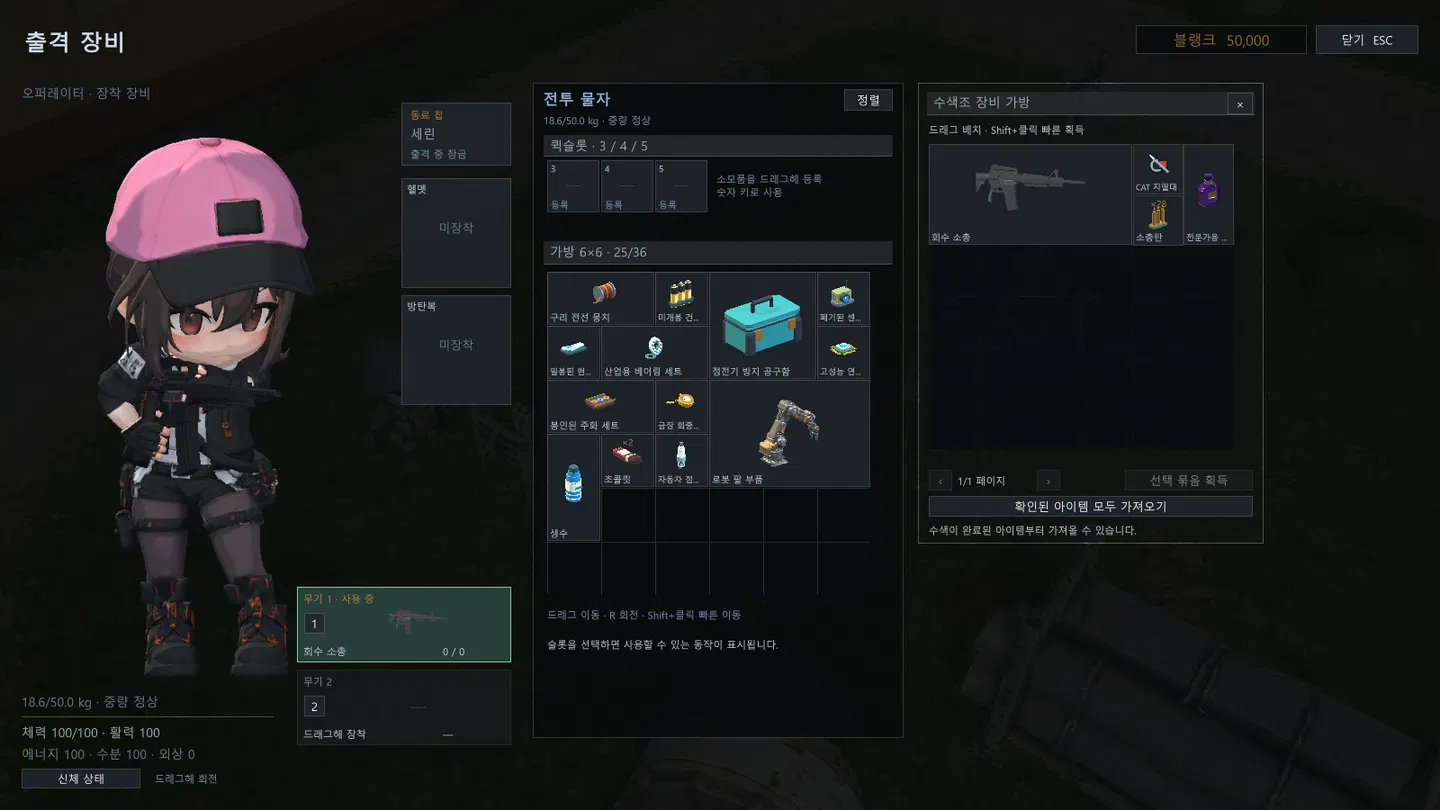 출격 장비
블랭크 50,000
닫기 ESC
오퍼레이터 · 장착 장비
동료 집
세린
출격 중 잠금
헬멧
미장착
방탄복
미장착
무기 1 · 사용 중
1
회수 소총
0 / 0
무기 2
2
드래그해 장착
18.6/50.0 kg · 중량 정상
체력 100/100 · 활력 100
에너지 100 · 수분 100 · 외상 0
신체 상태
드래그해 회전
전투 물자
정렬
18.6/50.0 kg · 중량 정상
퀵슬롯 · 3 / 4 / 5
3
등록
4
등록
5
등록
소모품을 드래그해 등록
숫자 키로 사용
가방 6×6 · 25/36
구리 전선 뭉치
미개봉 건…
정전기 방지 공구함
폐기된 센…
밀봉된 현…
산업용 베어링 세트
고성능 연…
봉인된 주화 세트
금장 회중…
로봇 팔 부품
생수
×2
초콜릿
자동차 점…
드래그 이동 · R 회전 · Shift+클릭 빠른 이동
슬롯을 선택하면 사용할 수 있는 동작이 표시됩니다.
수색조 장비 가방
×
드래그 배치 · Shift+클릭 빠른 획득
회수 소총
CAT 지혈대
×28
소총탄
전문가용 …
‹
1/1 페이지
›
선택 묶음 획득
확인된 아이템 모두 가져오기
수색이 완료된 아이템부터 가져올 수 있습니다.